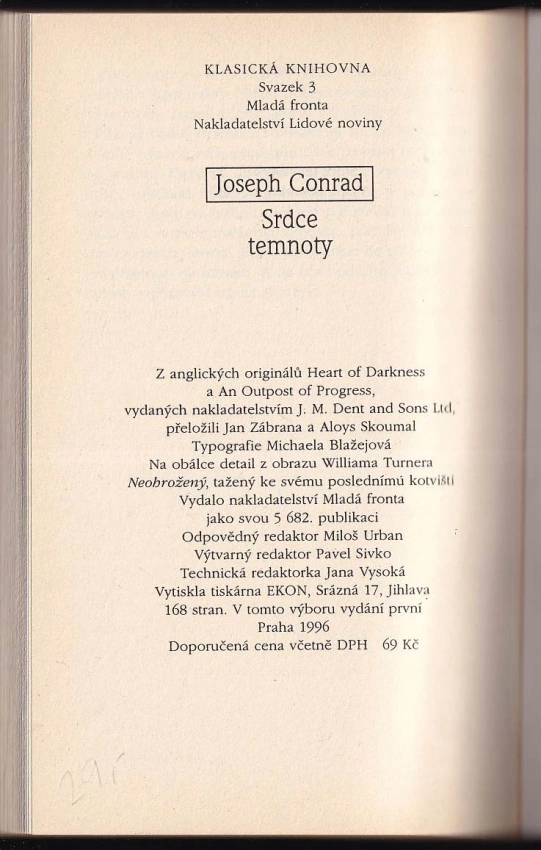 KLASICKÁ KNIHOVNA
Svazek 3
Mladá fronta
Nakladatelství Lidové noviny
Joseph Conrad
Srdce
temnoty
Z anglických originálů Heart of Darkness
a An Outpost of Progress,
vydaných nakladatelstvím J. M. Dent and Sons Ltd,
přeložili Jan Zábrana a Aloys Skoumal
Typografie Michaela Blažejová
Na obálce detail z obrazu Williama Turnera
Neohrožený, tažený ke svému poslednímu kotvišti
Vydalo nakladatelství Mladá fronta
jako svou 5 682. publikaci
Odpovědný redaktor Miloš Urban
Výtvarný redaktor Pavel Sivko
Technická redaktorka Jana Vysoká
Vytiskla tiskárna EKON, Srázná 17, Jihlava
168 stran. V tomto výboru vydání první
Praha 1996
Doporučená cena včetně DPH 69 Kč